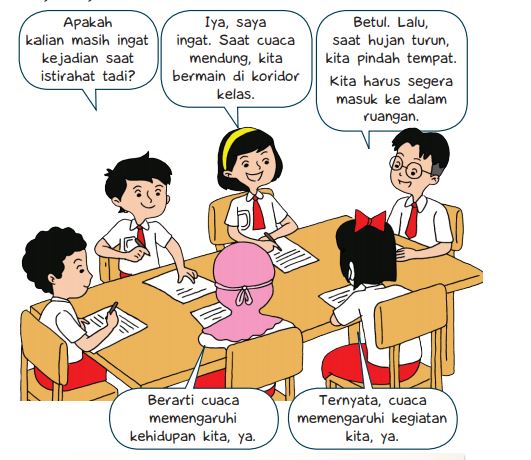 Apakah
kalian masih ingat
kejadian saat
istirahat tadi?
Iya, saya
ingat. Saat cuaca
mendung, kita
bermain di koridor
kelas.
Betul. Lalu,
saat hujan turun,
kita pindah tempat.
Kita harus segera
masuk ke dalam
ruangan.
Berarti cuaca
memengaruhi
kehidupan kita, ya.
Ternyata, cuaca
memengaruhi kegiatan
kita, ya.